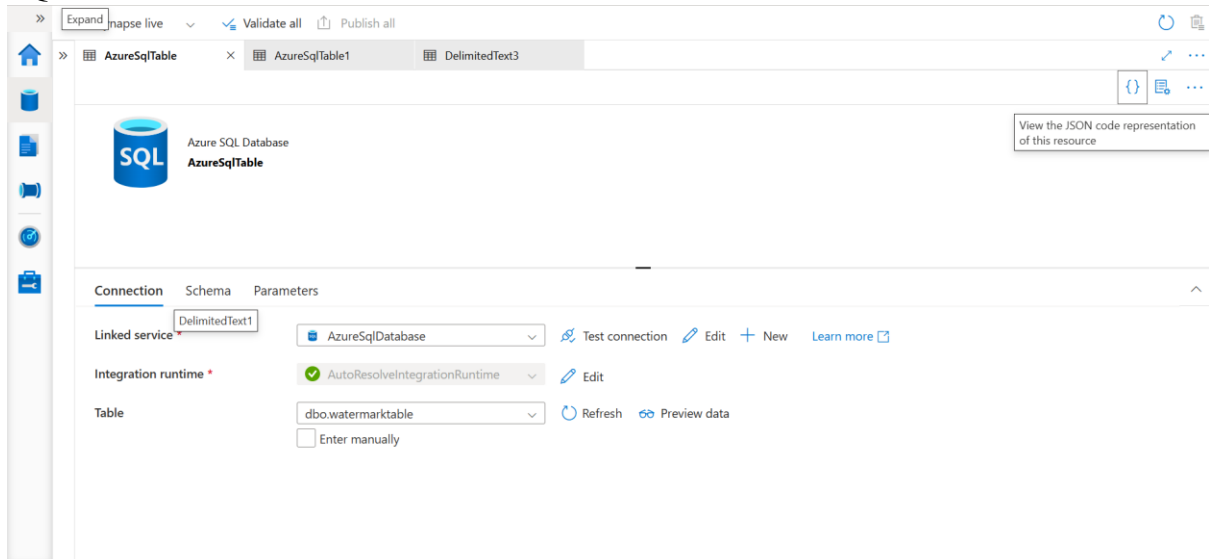 Expand
napse live
Validate all
Publish all
AzureSqlTable
AzureSqlTable1
DelimitedText3
{}
View the JSON code representation
of this resource
SQL
Azure SQL Database
AzureSqlTable
Connection
Schema
Parameters
DelimitedText1
Linked service *
AzureSqlDatabase
Test connection
Edit
New
Learn more
Integration runtime *
AutoResolveIntegrationRuntime
Edit
Table
dbo.watermarktable
Refresh
Preview data
Enter manually